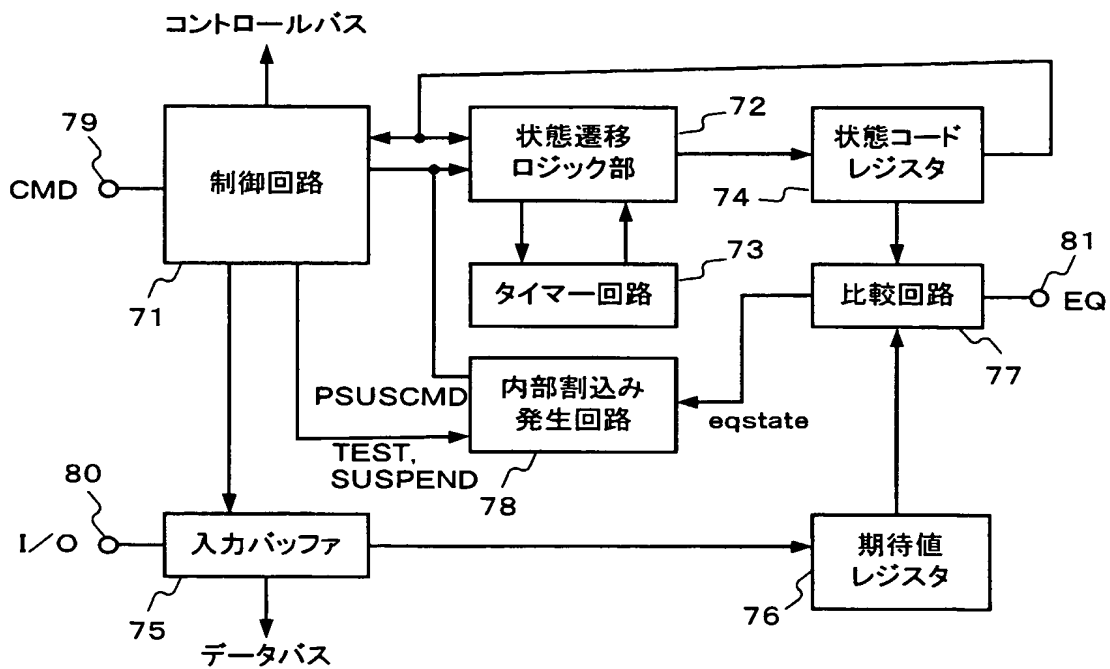 コントロールバス
79
CMD
制御回路
71
状態遷移
ロジック部
72
状態コード
レジスタ
74
タイマー回路
73
比較回路
81
EQ
77
PSUSCMD
内部割込み
発生回路
eqstate
TEST,
SUSPEND
78
80
I/O
入力バッファ
75
期待値
レジスタ
76
データバス